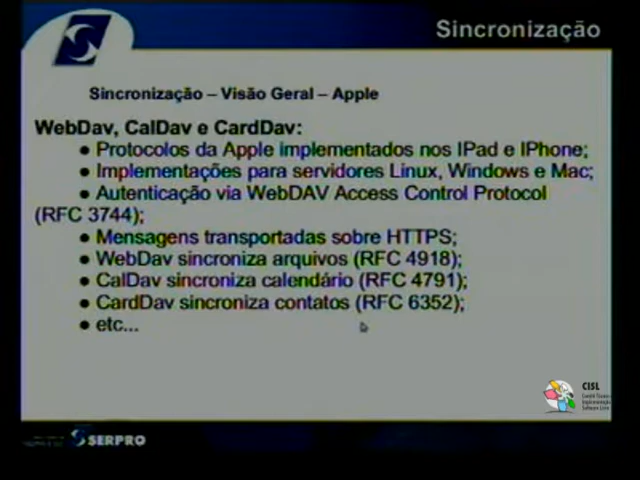 Sincronização
Sincronização – Visão Geral – Apple
WebDav, CalDav e CardDav:
● Protocolos da Apple implementados nos IPad e IPhone;
● Implementações para servidores Linux, Windows e Mac;
● Autenticação via WebDAV Access Control Protocol
(RFC 3744);
● Mensagens transportadas sobre HTTPS;
● WebDav sincroniza arquivos (RFC 4918);
● CalDav sincroniza calendário (RFC 4791);
● CardDav sincroniza contatos (RFC 6352);
● etc...
CISL
SERPRO